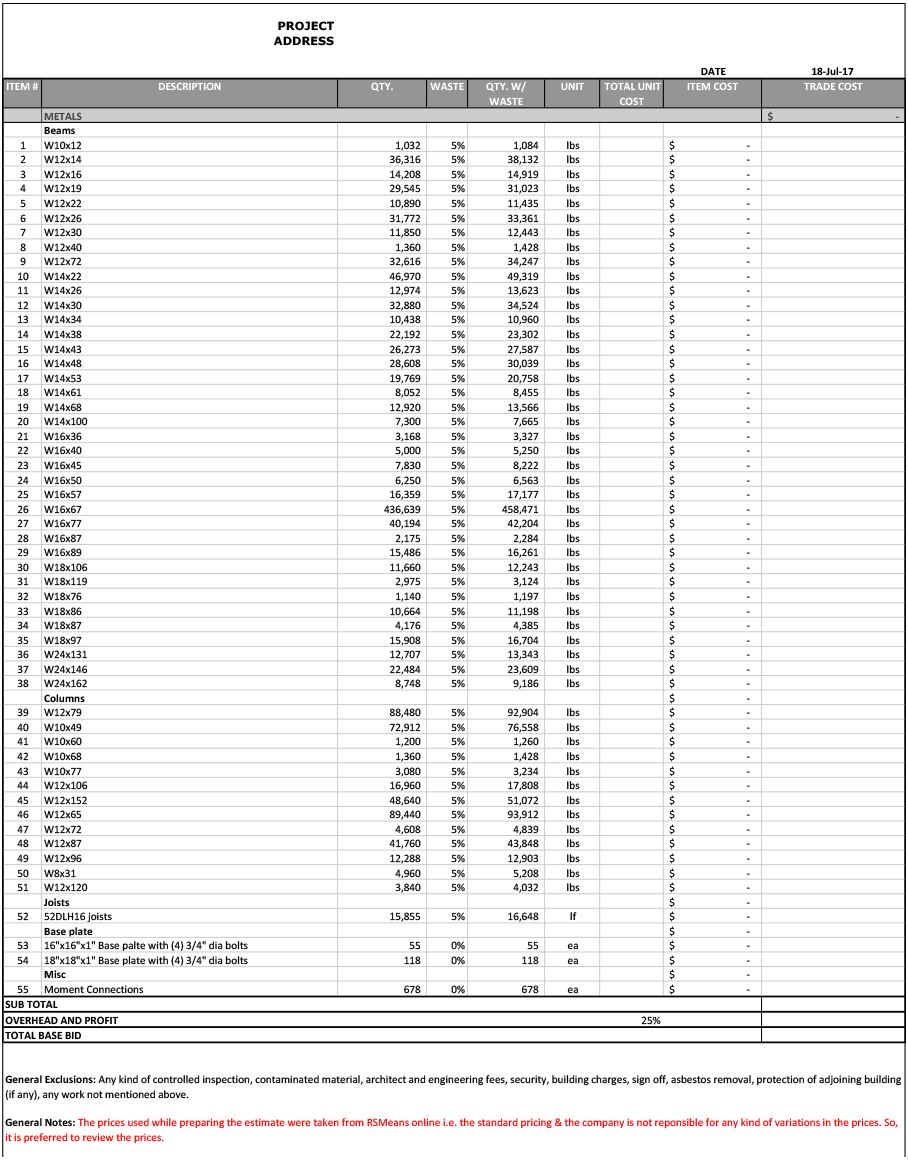 PROJECT
ADDRESS
DATE 18-Jul-17
ITEM # DESCRIPTION QTY. WASTE QTY. W/ WASTE UNIT TOTAL UNIT COST ITEM COST TRADE COST
METALS $ -
Beams
1 W10x12 1,032 5% 1,084 lbs $ -
2 W12x14 36,316 5% 38,132 lbs $ -
3 W12x16 14,208 5% 14,919 lbs $ -
4 W12x19 29,545 5% 31,023 lbs $ -
5 W12x22 10,890 5% 11,435 lbs $ -
6 W12x26 31,772 5% 33,361 lbs $ -
7 W12x30 11,850 5% 12,443 lbs $ -
8 W12x40 1,360 5% 1,428 lbs $ -
9 W12x72 32,616 5% 34,247 lbs $ -
10 W14x22 46,970 5% 49,319 lbs $ -
11 W14x26 12,974 5% 13,623 lbs $ -
12 W14x30 32,880 5% 34,524 lbs $ -
13 W14x34 10,438 5% 10,960 lbs $ -
14 W14x38 22,192 5% 23,302 lbs $ -
15 W14x43 26,273 5% 27,587 lbs $ -
16 W14x48 28,608 5% 30,039 lbs $ -
17 W14x53 19,769 5% 20,758 lbs $ -
18 W14x61 8,052 5% 8,455 lbs $ -
19 W14x68 12,920 5% 13,566 lbs $ -
20 W14x100 7,300 5% 7,665 lbs $ -
21 W16x36 3,168 5% 3,327 lbs $ -
22 W16x40 5,000 5% 5,250 lbs $ -
23 W16x45 7,830 5% 8,222 lbs $ -
24 W16x50 6,250 5% 6,563 lbs $ -
25 W16x57 16,359 5% 17,177 lbs $ -
26 W16x67 436,639 5% 458,471 lbs $ -
27 W16x77 40,194 5% 42,204 lbs $ -
28 W16x87 2,175 5% 2,284 lbs $ -
29 W16x89 15,486 5% 16,261 lbs $ -
30 W18x106 11,660 5% 12,243 lbs $ -
31 W18x119 2,975 5% 3,124 lbs $ -
32 W18x76 1,140 5% 1,197 lbs $ -
33 W18x86 10,664 5% 11,198 lbs $ -
34 W18x87 4,176 5% 4,385 lbs $ -
35 W18x97 15,908 5% 16,704 lbs $ -
36 W24x131 12,707 5% 13,343 lbs $ -
37 W24x146 22,484 5% 23,609 lbs $ -
38 W24x162 8,748 5% 9,186 lbs $ -
Columns $ -
39 W12x79 88,480 5% 92,904 lbs $ -
40 W10x49 72,912 5% 76,558 lbs $ -
41 W10x60 1,200 5% 1,260 lbs $ -
42 W10x68 1,360 5% 1,428 lbs $ -
43 W10x77 3,080 5% 3,234 lbs $ -
44 W12x106 16,960 5% 17,808 lbs $ -
45 W12x152 48,640 5% 51,072 lbs $ -
46 W12x65 89,440 5% 93,912 lbs $ -
47 W12x72 4,608 5% 4,839 lbs $ -
48 W12x87 41,760 5% 43,848 lbs $ -
49 W12x96 12,288 5% 12,903 lbs $ -
50 W8x31 4,960 5% 5,208 lbs $ -
51 W12x120 3,840 5% 4,032 lbs $ -
Joists $ -
52 52DLH16 joists 15,855 5% 16,648 lf $ -
Base plate $ -
53 16"x16"x1" Base palte with (4) 3/4" dia bolts 55 0% 55 ea $ -
54 18"x18"x1" Base plate with (4) 3/4" dia bolts 118 0% 118 ea $ -
Misc $ -
55 Moment Connections 678 0% 678 ea $ -
SUB TOTAL
OVERHEAD AND PROFIT 25%
TOTAL BASE BID
General Exclusions: Any kind of controlled inspection, contaminated material, architect and engineering fees, security, building charges, sign off, asbestos removal, protection of adjoining building
(if any), any work not mentioned above.
General Notes: The prices used while preparing the estimate were taken from RSMeans online i.e. the standard pricing & the company is not reponsible for any kind of variations in the prices. So,
it is preferred to review the prices.